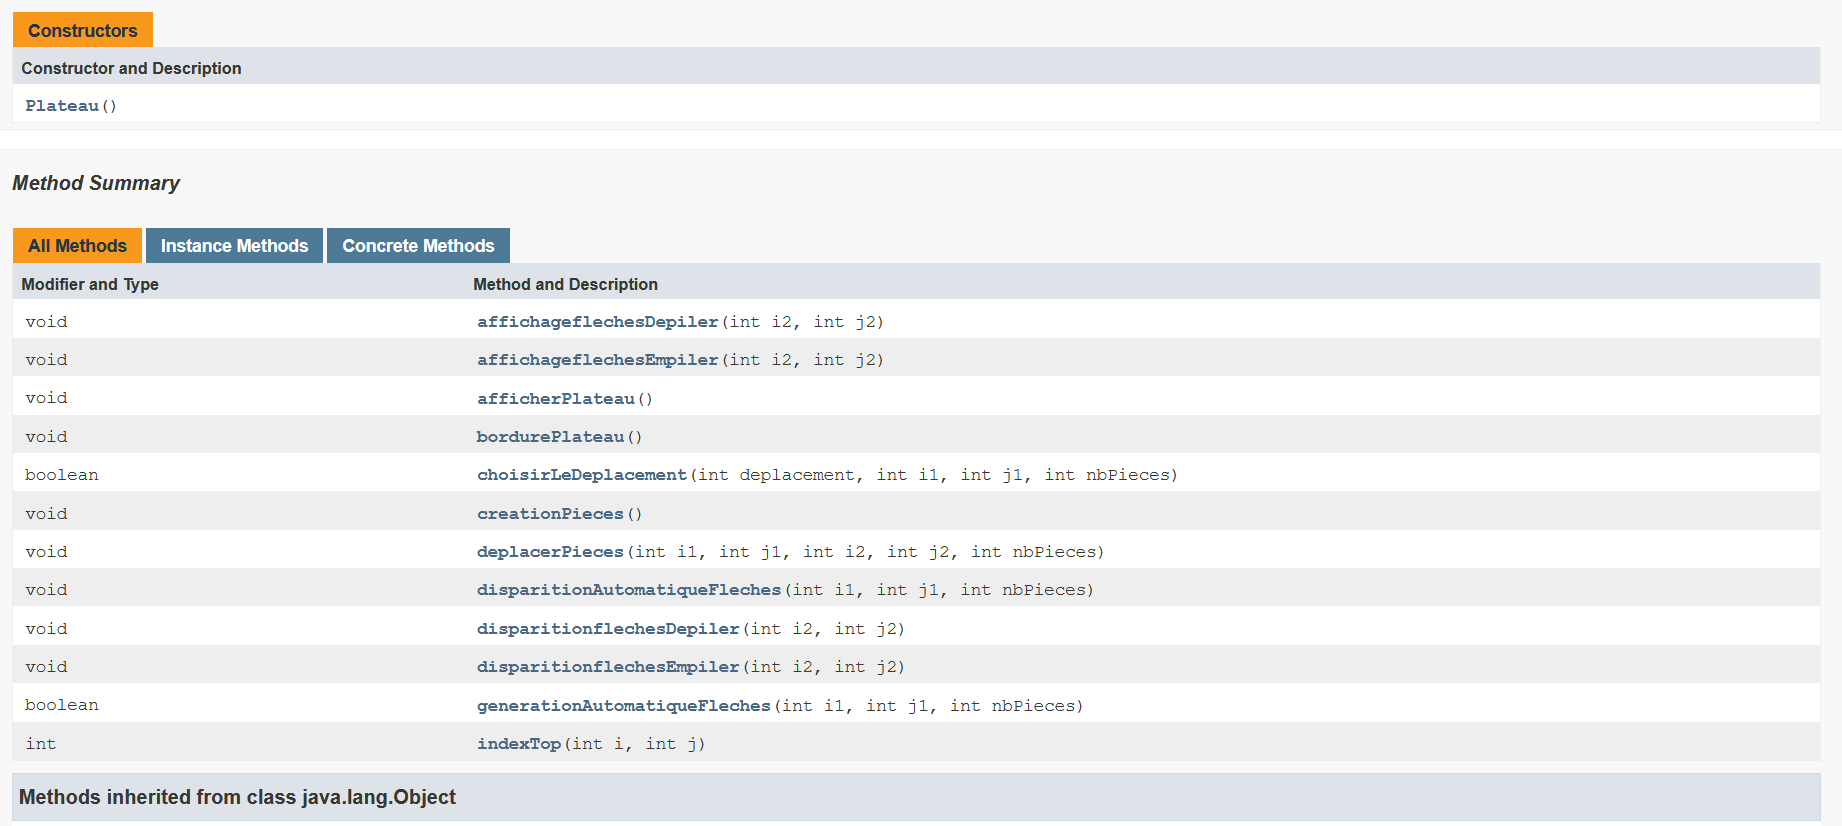 Constructors
Constructor and Description
Plateau()
Method Summary
All Methods Instance Methods Concrete Methods
Modifier and Type Method and Description
void affichageflechesDepiler(int i2, int j2)
void affichageflechesEmpiler(int i2, int j2)
void afficherPlateau()
void bordurePlateau()
boolean choisirLeDeplacement(int deplacement, int i1, int j1, int nbPieces)
void creationPieces()
void deplacerPieces(int i1, int j1, int i2, int j2, int nbPieces)
void disparitionAutomatiqueFleches(int i1, int j1, int nbPieces)
void disparitionflechesDepiler(int i2, int j2)
void disparitionflechesEmpiler(int i2, int j2)
boolean generationAutomatiqueFleches(int i1, int j1, int nbPieces)
int indexTop(int i, int j)
Methods inherited from class java.lang.Object